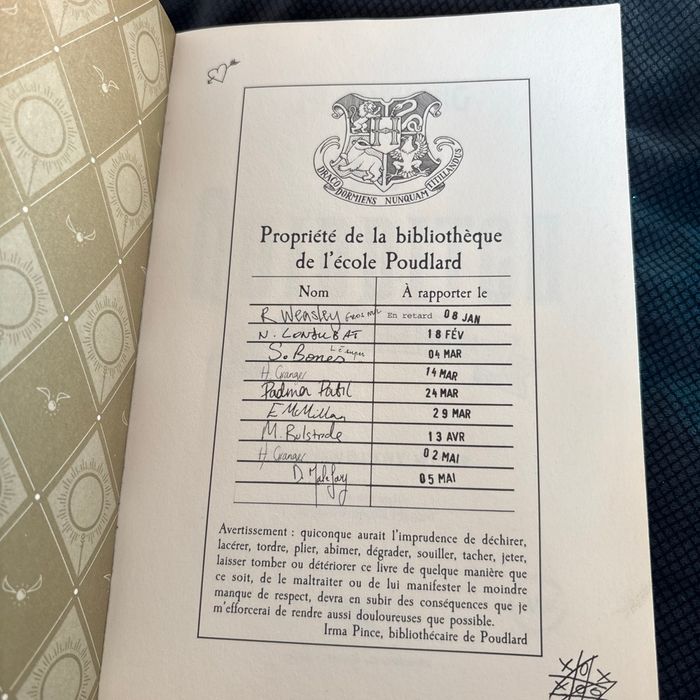 DRACO DORMIENS NUNQUAM TITILLANDUS
Propriété de la bibliothèque
de l'école Poudlard
Nom À rapporter le
R Weasley En retard 08 JAN
N. LONDUBAT 18 FÉV
S. Bones 04 MAR
H Granger 14 MAR
Padma Patil 24 MAR
E McMillan 29 MAR
M. Bulstrode 13 AVR
H Granger 02 MAI
D. Malefoy 05 MAI
Avertissement : quiconque aurait l'imprudence de déchirer,
lacérer, tordre, plier, abimer, dégrader, souiller, tacher, jeter,
laisser tomber ou détériorer ce livre de quelque manière que
ce soit, de le maltraiter ou de lui manifester le moindre
manque de respect, devra en subir des conséquences que je
m'efforcerai de rendre aussi douloureuses que possible.
Irma Pince, bibliothécaire de Poudlard